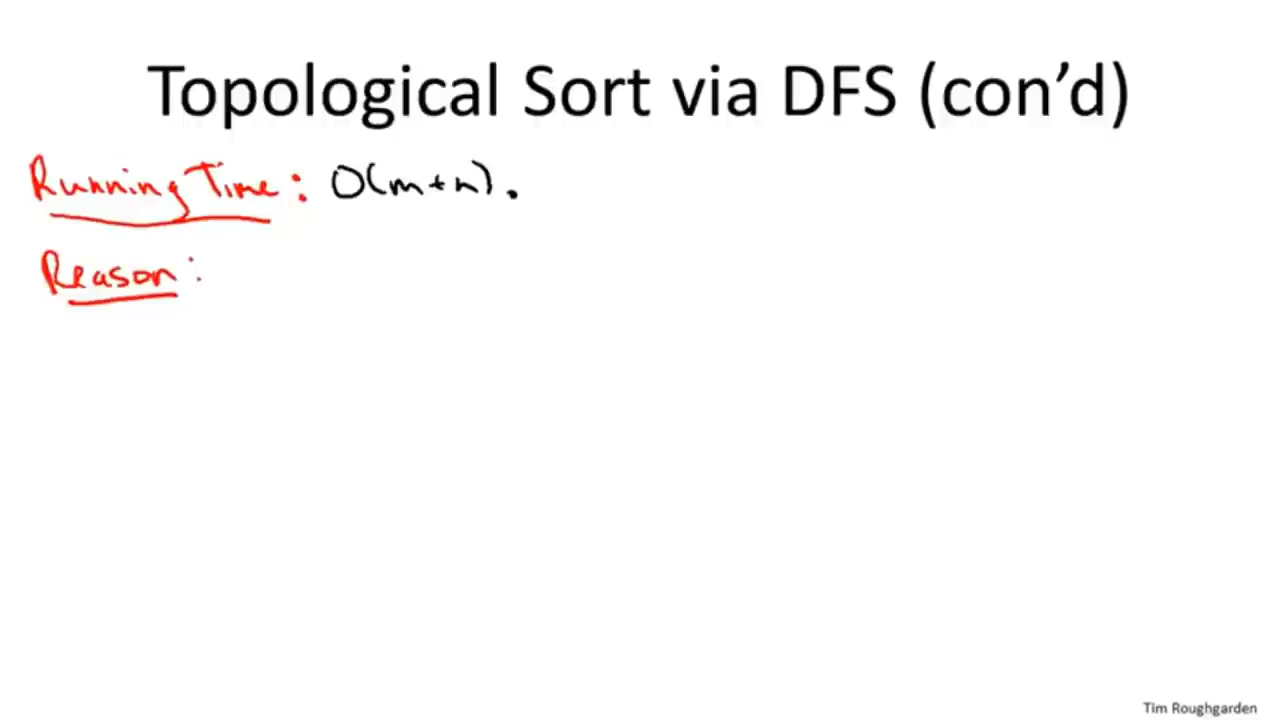 Topological Sort via DFS (con’d)
Running Time: O(m+n).
Reason:
Tim Roughgarden